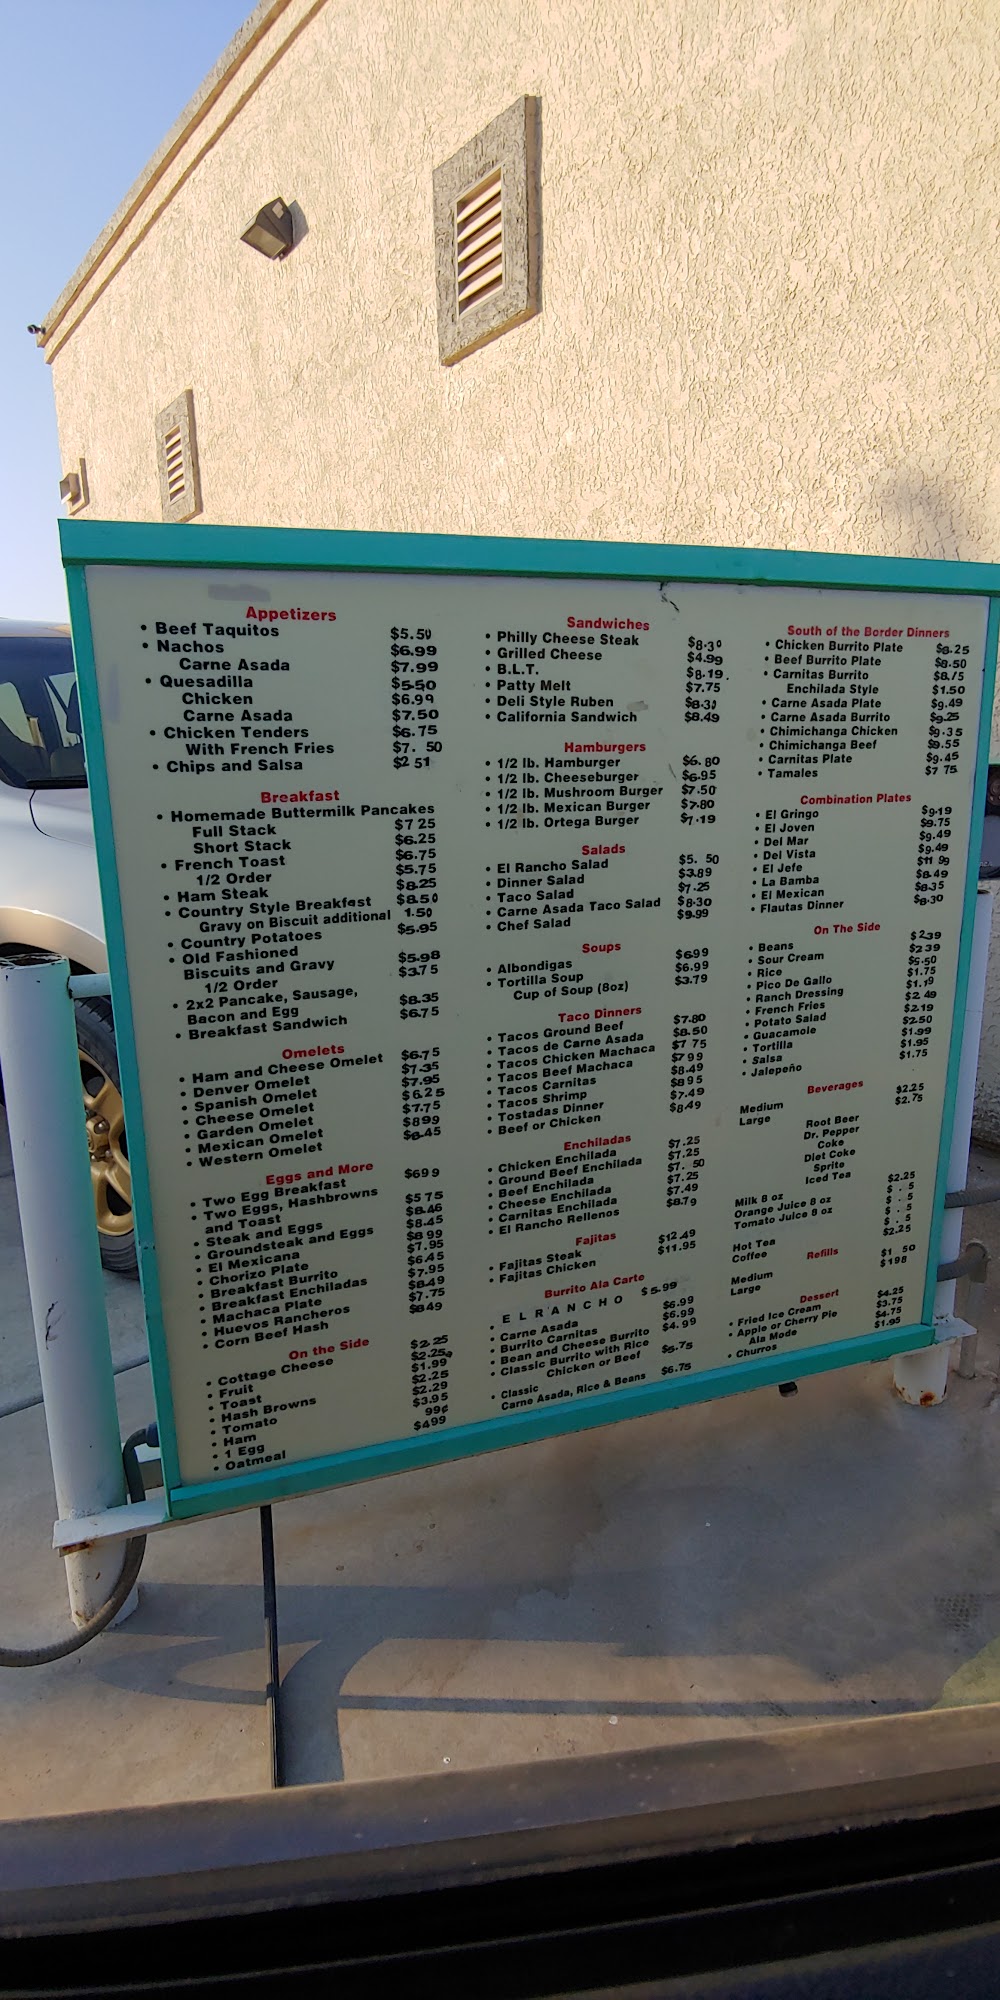 Appetizers
• Beef Taquitos $5.50
• Nachos $6.99
Carne Asada $7.99
• Quesadilla $5.50
Chicken $6.99
Carne Asada $7.50
• Chicken Tenders $6.75
With French Fries $7. 50
• Chips and Salsa $2 51
Breakfast
• Homemade Buttermilk Pancakes
Full Stack $7 25
Short Stack $6.25
• French Toast $6.75
1/2 Order $5.75
• Ham Steak $8.25
• Country Style Breakfast $8.50
Gravy on Biscuit additional 1.50
• Country Potatoes $5.95
• Old Fashioned
Biscuits and Gravy $5.98
1/2 Order $3.75
• 2x2 Pancake, Sausage,
Bacon and Egg $8.35
• Breakfast Sandwich $6.75
Omelets
• Ham and Cheese Omelet $6.75
• Denver Omelet $7.35
• Spanish Omelet $7.95
• Cheese Omelet $6.25
• Garden Omelet $7.75
• Mexican Omelet $899
• Western Omelet $8.45
Eggs and More
• Two Egg Breakfast $699
• Two Eggs, Hashbrowns
and Toast $5 75
• Steak and Eggs $8.46
• Groundsteak and Eggs $8.45
• El Mexicana $8 99
• Chorizo Plate $7.95
• Breakfast Burrito $6.45
• Breakfast Enchiladas $7.95
• Machaca Plate $8.49
• Huevos Rancheros $7.75
• Corn Beef Hash $849
On the Side
• Cottage Cheese $2.25
• Fruit $2.25
• Toast $1.99
• Hash Browns $2.25
• Tomato $2.29
• Ham $3.95
• 1 Egg 99¢
• Oatmeal $499
Sandwiches
• Philly Cheese Steak $8.30
• Grilled Cheese $4.99
• B.L.T. $8.19
• Patty Melt $7.75
• Deli Style Ruben $8.30
• California Sandwich $8.49
Hamburgers
• 1/2 lb. Hamburger $6.80
• 1/2 lb. Cheeseburger $6.95
• 1/2 lb. Mushroom Burger $7.50
• 1/2 lb. Mexican Burger $7.80
• 1/2 lb. Ortega Burger $7.19
Salads
• El Rancho Salad $5. 50
• Dinner Salad $3.89
• Taco Salad $7.25
• Carne Asada Taco Salad $8.30
• Chef Salad $9.99
Soups
• Albondigas $6.99
• Tortilla Soup $6.99
Cup of Soup (8oz) $3.79
Taco Dinners
• Tacos Ground Beef $7.80
• Tacos de Carne Asada $8.50
• Tacos Chicken Machaca $7 75
• Tacos Beef Machaca $7 99
• Tacos Carnitas $8.49
• Tacos Shrimp $8 95
• Tostadas Dinner $7.49
• Beef or Chicken $8.49
Enchiladas
• Chicken Enchilada $7.25
• Ground Beef Enchilada $7.25
• Beef Enchilada $7. 50
• Cheese Enchilada $7.25
• Carnitas Enchilada $7.49
• El Rancho Rellenos $8.79
Fajitas
• Fajitas Steak $12.49
• Fajitas Chicken $11.95
Burrito Ala Carte
• EL RANCHO $5.99
• Carne Asada $6.99
• Burrito Carnitas $6.99
• Bean and Cheese Burrito $4.99
• Classic Burrito with Rice
Chicken or Beef $5.75
• Classic
Carne Asada, Rice & Beans $6.75
South of the Border Dinners
• Chicken Burrito Plate $8.25
• Beef Burrito Plate $8.50
• Carnitas Burrito $8.75
Enchilada Style $1.50
• Carne Asada Plate $9.49
• Carne Asada Burrito $9.25
• Chimichanga Chicken $9.35
• Chimichanga Beef $9.55
• Carnitas Plate $9.45
• Tamales $7 75
Combination Plates
• El Gringo $9.19
• El Joven $9.75
• Del Mar $9.49
• Del Vista $9.49
• El Jefe $11 99
• La Bamba $8.49
• El Mexican $8.35
• Flautas Dinner $8.30
On The Side
• Beans $2.39
• Sour Cream $2 39
• Rice $5.50
• Pico De Gallo $1.75
• Ranch Dressing $1.19
• French Fries $2.49
• Potato Salad $2.19
• Guacamole $2.50
• Tortilla $1.99
• Salsa $1.95
• Jalepeño $1.75
Beverages
Medium $2.25
Large $2.75
Root Beer
Dr. Pepper
Coke
Diet Coke
Sprite
Iced Tea
Milk 8 oz
Orange Juice 8 oz
Tomato Juice 8 oz
Hot Tea
Coffee $2.25
Refills
Medium $1 50
Large $198
Dessert
• Fried Ice Cream $4.25
• Apple or Cherry Pie $3.75
Ala Mode $4.75
• Churros $1.95